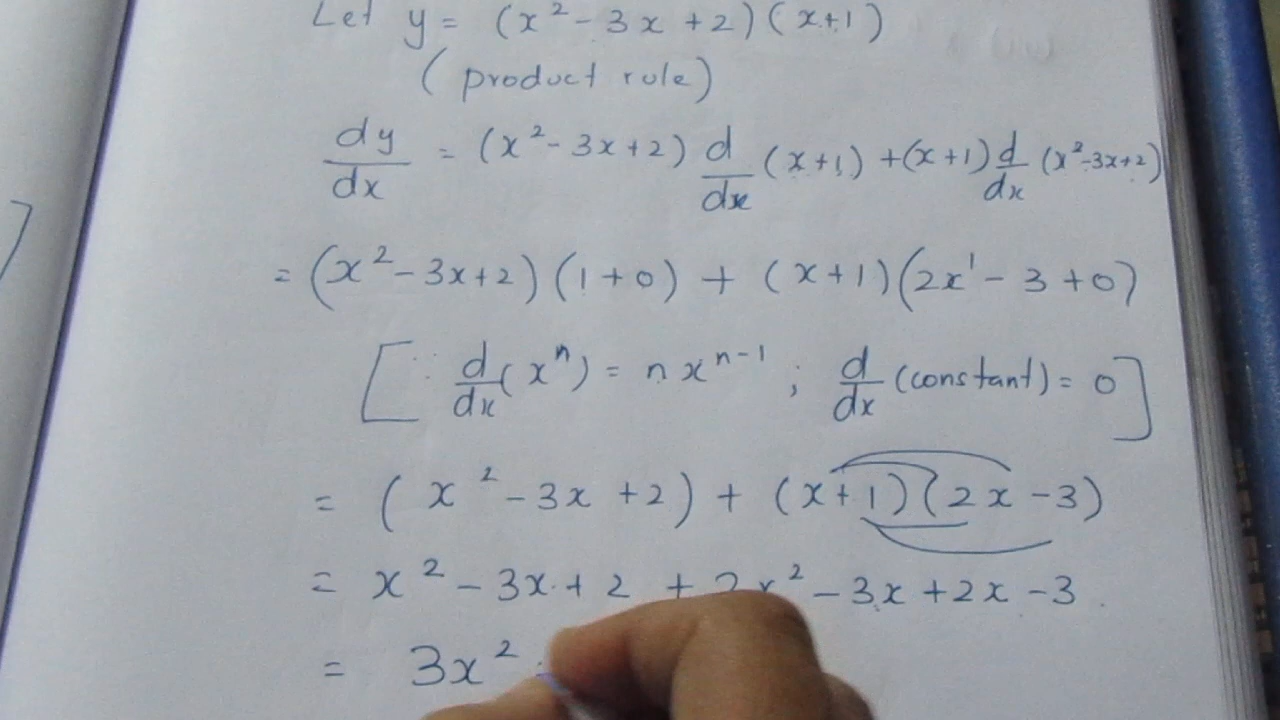 Let y = (x² - 3x + 2)(x+1)
(product rule)
dy/dx = (x² - 3x + 2) d/dx (x+1) + (x+1) d/dx (x² - 3x + 2)
= (x² - 3x + 2)(1 + 0) + (x + 1)(2x¹ - 3 + 0)
[∵ d/dx (xⁿ) = n xⁿ⁻¹ ; d/dx (constant) = 0]
= (x² - 3x + 2) + (x + 1)(2x - 3)
= x² - 3x + 2 + 2x² - 3x + 2x - 3
= 3x²